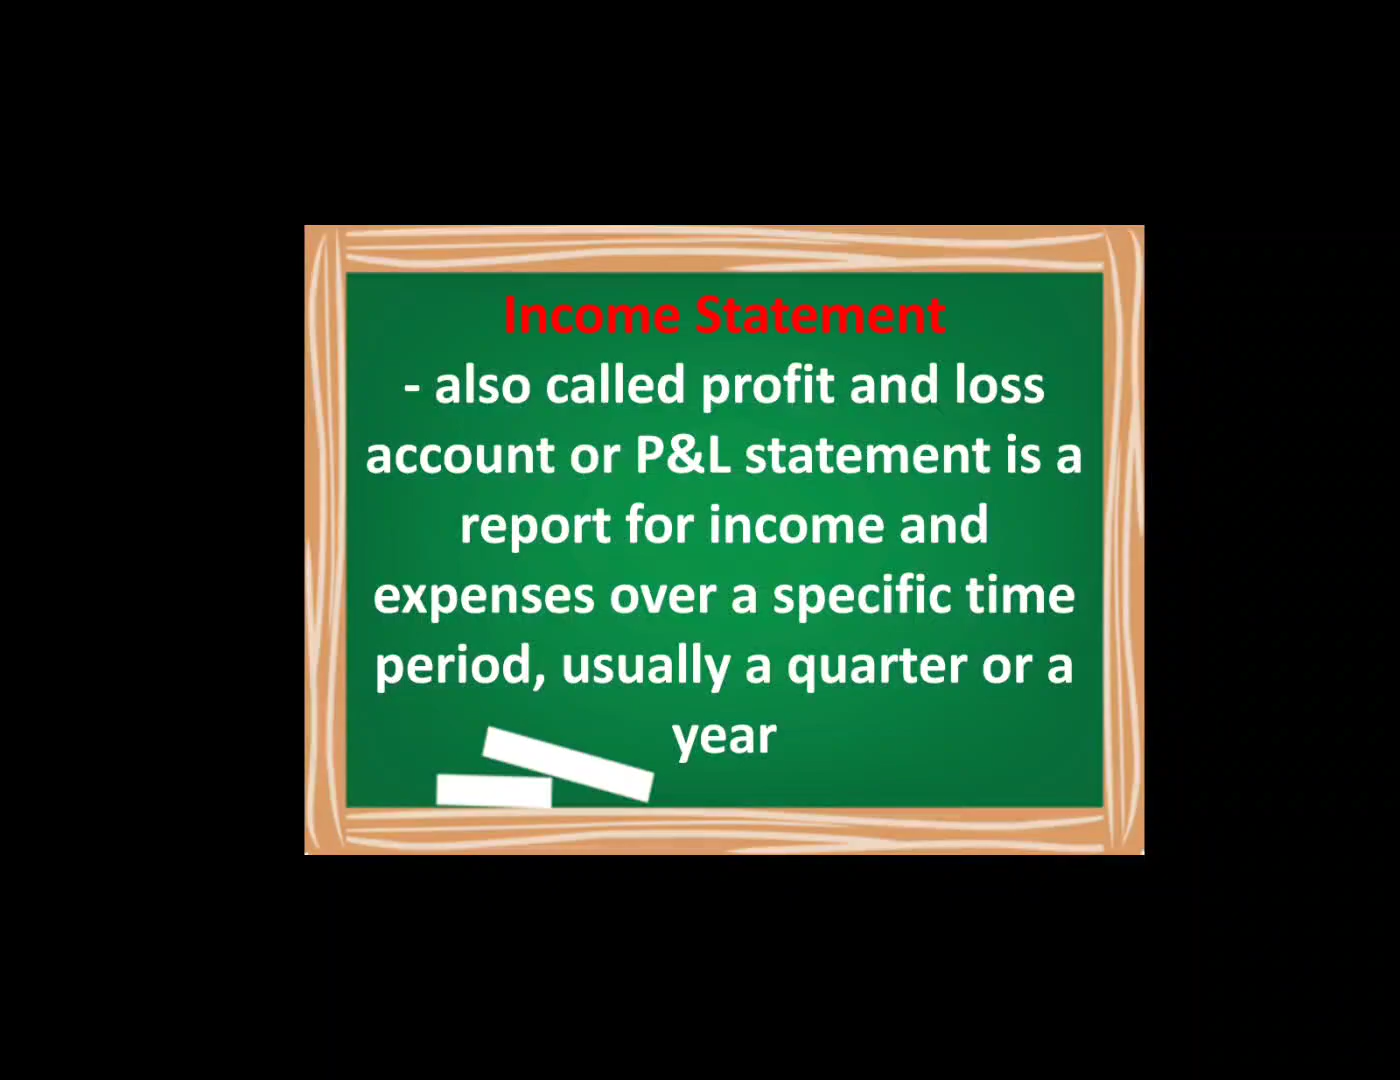 Income Statement
- also called profit and loss
account or P&L statement is a
report for income and
expenses over a specific time
period, usually a quarter or a
year